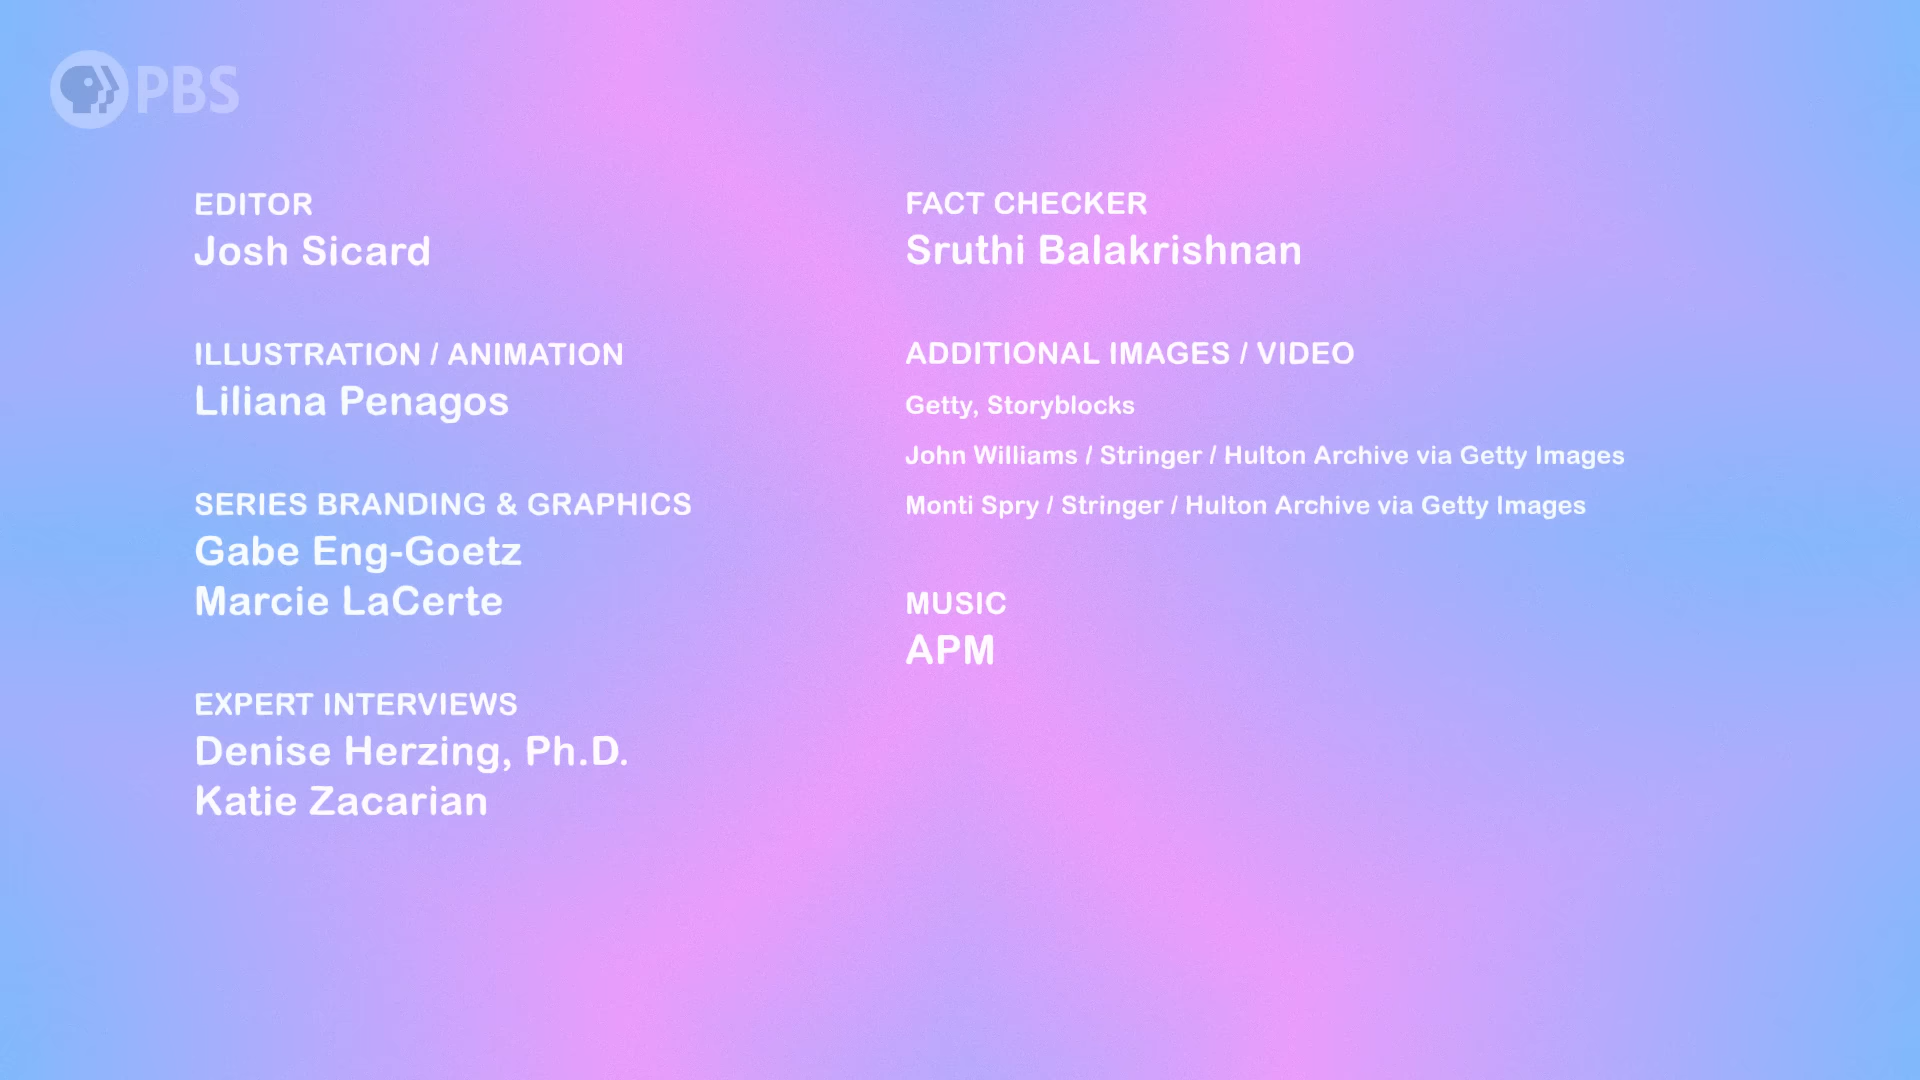 PBS
EDITOR
Josh Sicard
ILLUSTRATION / ANIMATION
Liliana Penagos
SERIES BRANDING & GRAPHICS
Gabe Eng-Goetz
Marcie LaCerte
EXPERT INTERVIEWS
Denise Herzing, Ph.D.
Katie Zacarian
FACT CHECKER
Sruthi Balakrishnan
ADDITIONAL IMAGES / VIDEO
Getty, Storyblocks
John Williams / Stringer / Hulton Archive via Getty Images
Monti Spry / Stringer / Hulton Archive via Getty Images
MUSIC
APM